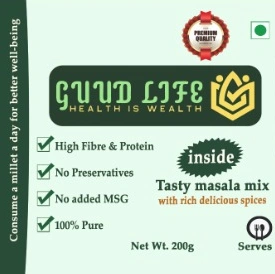 Consume a millet a day for better well-being
PREMIUM
QUALITY
GUUD LIFE
HEALTH IS WEALTH
High Fibre & Protein
No Preservatives
No added MSG
100% Pure
inside
Tasty masala mix
with rich delicious spices
Net Wt. 200g
Serves